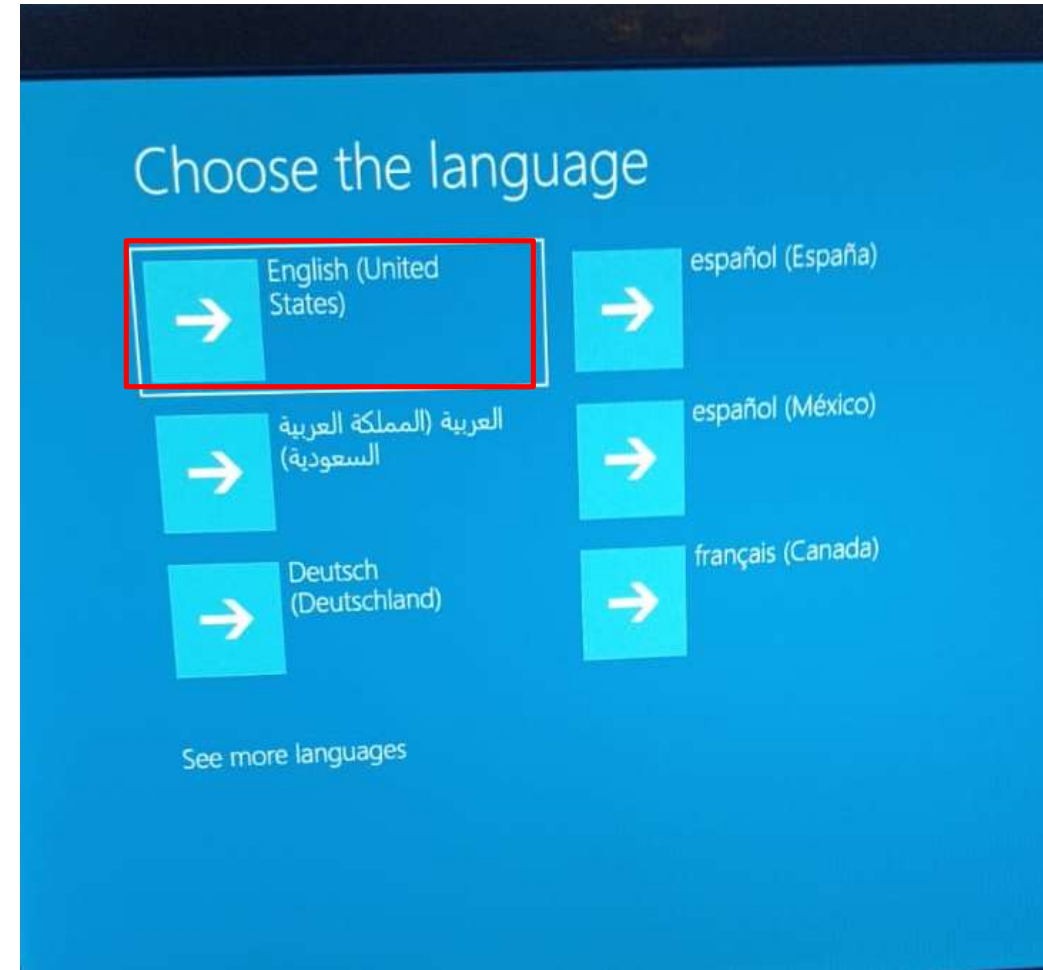 Choose the language
English (United
States)
العربية (المملكة العربية
السعودية)
Deutsch
(Deutschland)
español (España)
español (México)
français (Canada)
See more languages